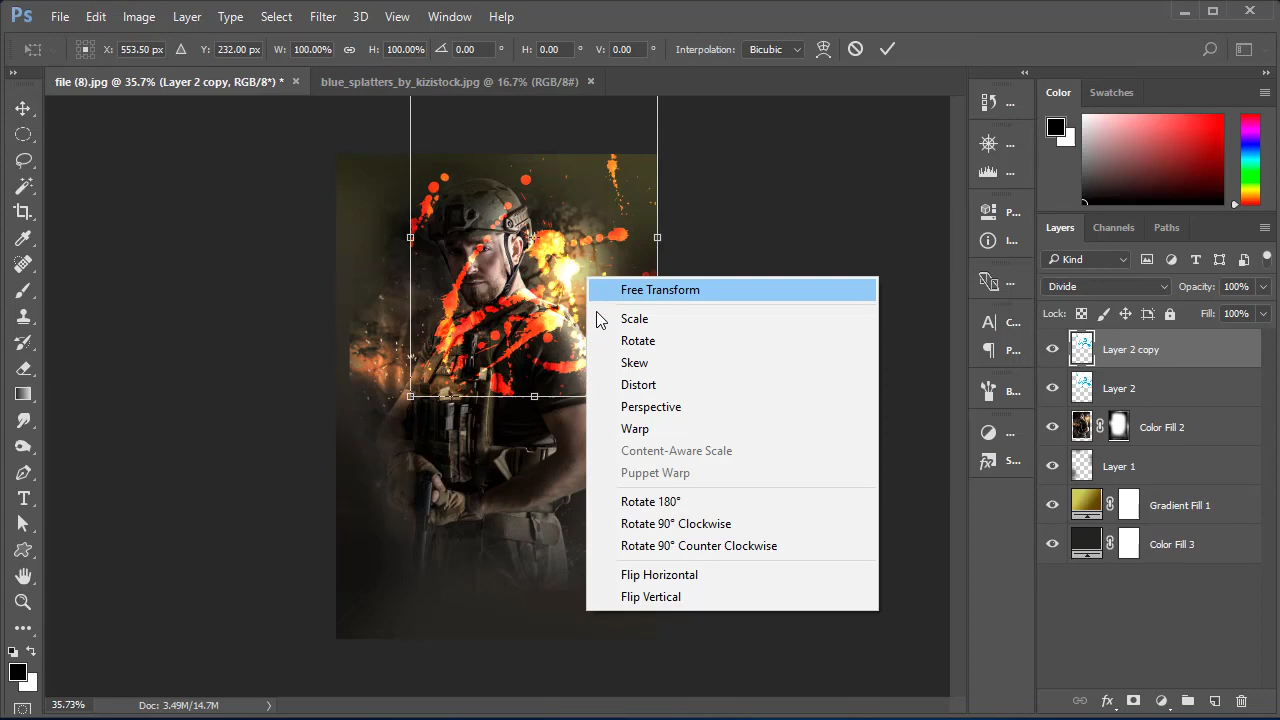 Ps File Edit Image Layer Type Select Filter 3D View Window Help
X: 553.50 px Y: 232.00 px W: 100.00% H: 100.00% 0.00 ° H: 0.00 ° V: 0.00 ° Interpolation: Bicubic
file (8).jpg @ 35.7% (Layer 2 copy, RGB/8*) * × blue_splatters_by_kizistock.jpg @ 16.7% (RGB/8#) ×
Free Transform
Scale
Rotate
Skew
Distort
Perspective
Warp
Content-Aware Scale
Puppet Warp
Rotate 180°
Rotate 90° Clockwise
Rotate 90° Counter Clockwise
Flip Horizontal
Flip Vertical
...
...
...
P...
I...
...
C...
P...
B...
...
S...
Color Swatches
Layers Channels Paths
Kind
Divide Opacity: 100%
Lock: Fill: 100%
Layer 2 copy
Layer 2
Color Fill 2
Layer 1
Gradient Fill 1
Color Fill 3
35.73% Doc: 3.49M/14.7M